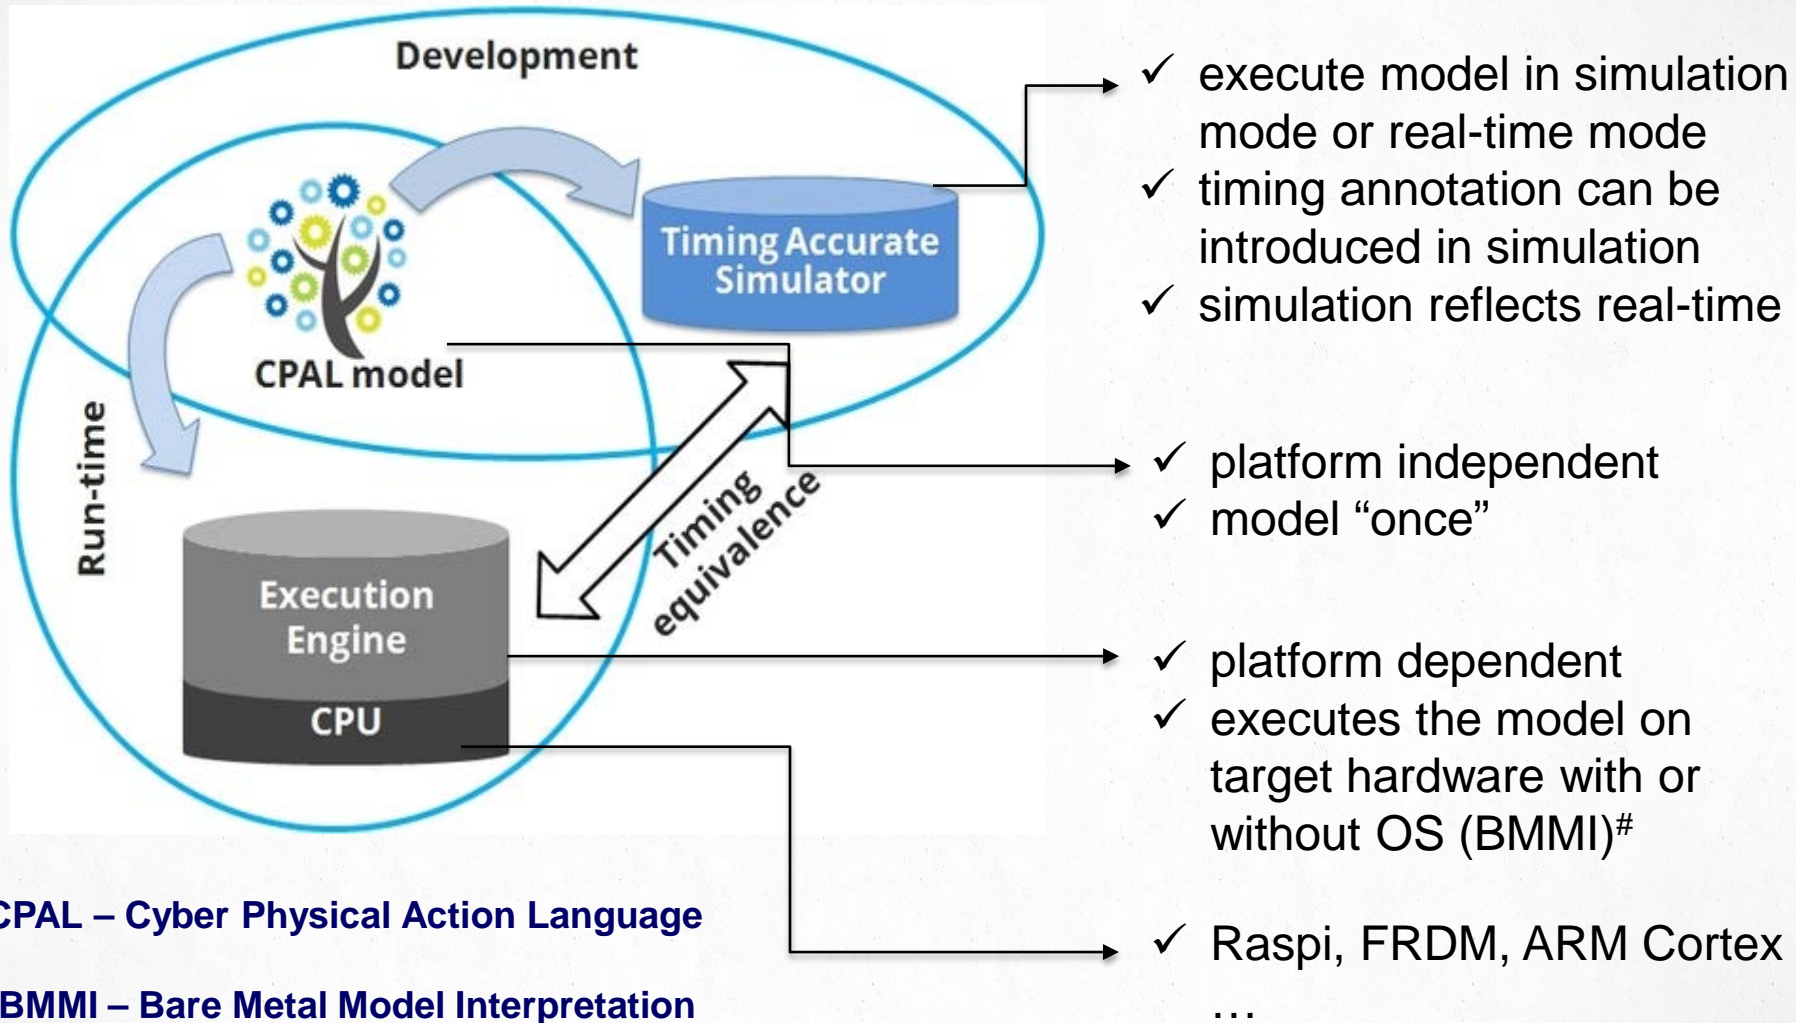 Development
Timing Accurate
Simulator
CPAL model
Run-time
Timing
equivalence
Execution
Engine
CPU
✓ execute model in simulation
mode or real-time mode
✓ timing annotation can be
introduced in simulation
✓ simulation reflects real-time
✓ platform independent
✓ model “once”
✓ platform dependent
✓ executes the model on
target hardware with or
without OS (BMMI)#
✓ Raspi, FRDM, ARM Cortex
…
CPAL – Cyber Physical Action Language
BMMI – Bare Metal Model Interpretation